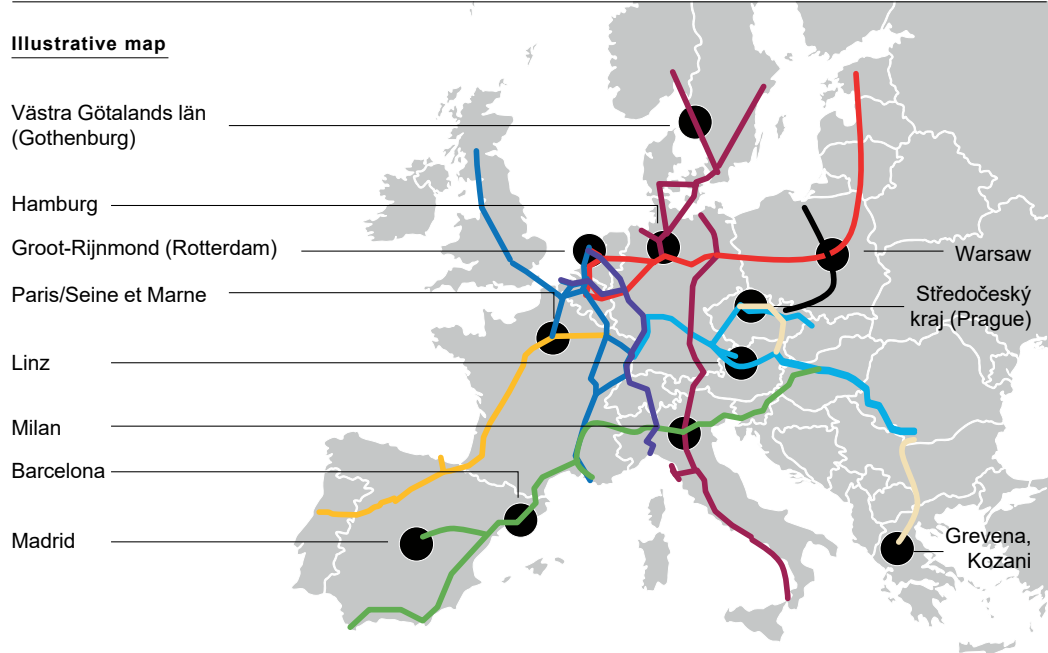 Illustrative map
Västra Götalands län
(Gothenburg)
Hamburg
Groot-Rijnmond (Rotterdam)
Paris/Seine et Marne
Linz
Milan
Barcelona
Madrid
Warsaw
Středočeský
kraj (Prague)
Grevena,
Kozani